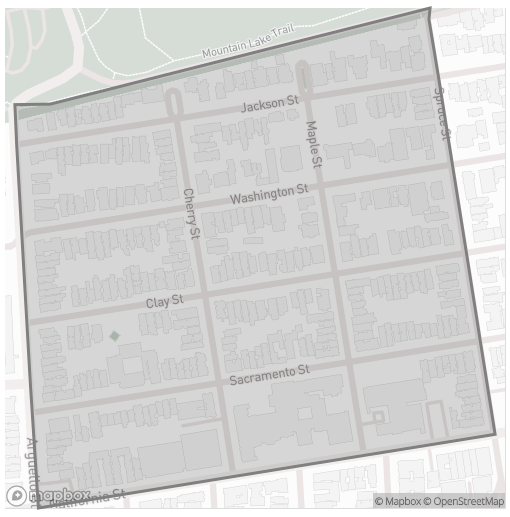 Mountain Lake Trail
Jackson St
Spruce St
Maple St
Washington St
Cherry St
Clay St
Sacramento St
California St
mapbox
© Mapbox © OpenStreetMap